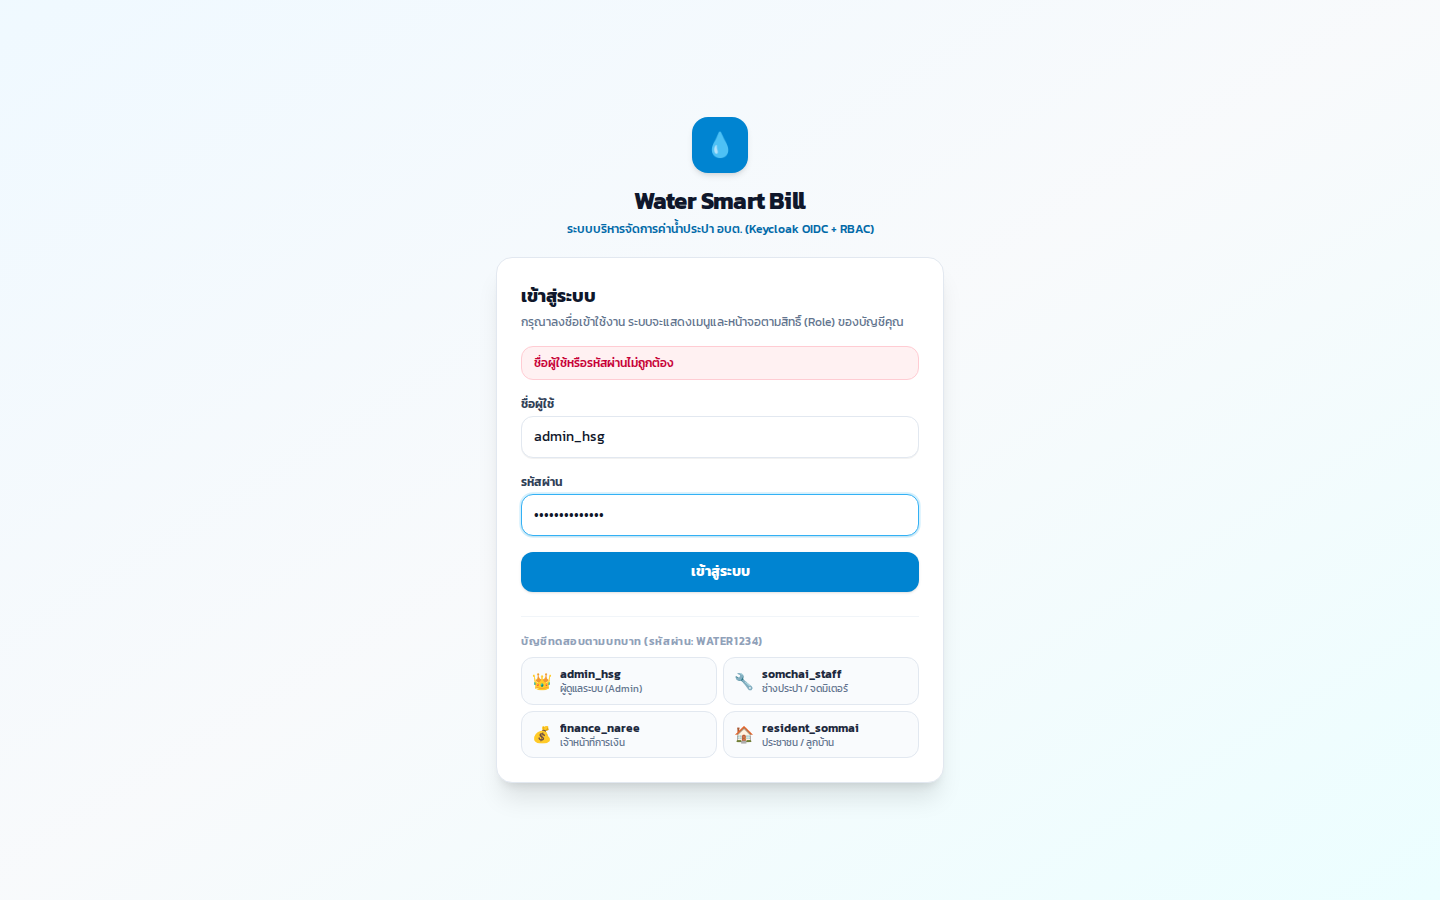 Water Smart Bill
ระบบบริหารจัดการค่าน้ำประปา อบต. (Keycloak OIDC + RBAC)
เข้าสู่ระบบ
กรุณาลงชื่อเข้าใช้งาน ระบบจะแสดงเมนูและหน้าจอตามสิทธิ์ (Role) ของบัญชีคุณ
ชื่อผู้ใช้หรือรหัสผ่านไม่ถูกต้อง
ชื่อผู้ใช้
admin_hsg
รหัสผ่าน
••••••••••••••
เข้าสู่ระบบ
บัญชีทดสอบตามบทบาท (รหัสผ่าน: WATER1234)
admin_hsg
ผู้ดูแลระบบ (Admin)
somchai_staff
ช่างประปา / จดมิเตอร์
finance_naree
เจ้าหน้าที่การเงิน
resident_sommai
ประชาชน / ลูกบ้าน